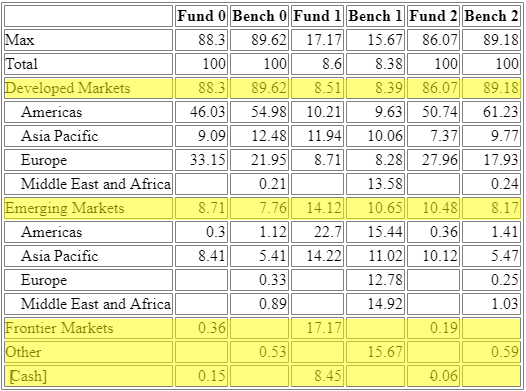 Fund 0 Bench 0 Fund 1 Bench 1 Fund 2 Bench 2
Max 88.3 89.62 17.17 15.67 86.07 89.18
Total 100 100 8.6 8.38 100 100
Developed Markets 88.3 89.62 8.51 8.39 86.07 89.18
Americas 46.03 54.98 10.21 9.63 50.74 61.23
Asia Pacific 9.09 12.48 11.94 10.06 7.37 9.77
Europe 33.15 21.95 8.71 8.28 27.96 17.93
Middle East and Africa 0.21 13.58 0.24
Emerging Markets 8.71 7.76 14.12 10.65 10.48 8.17
Americas 0.3 1.12 22.7 15.44 0.36 1.41
Asia Pacific 8.41 5.41 14.22 11.02 10.12 5.47
Europe 0.33 12.78 0.25
Middle East and Africa 0.89 14.92 1.03
Frontier Markets 0.36 17.17 0.19
Other 0.53 15.67 0.59
[Cash] 0.15 8.45 -0.06